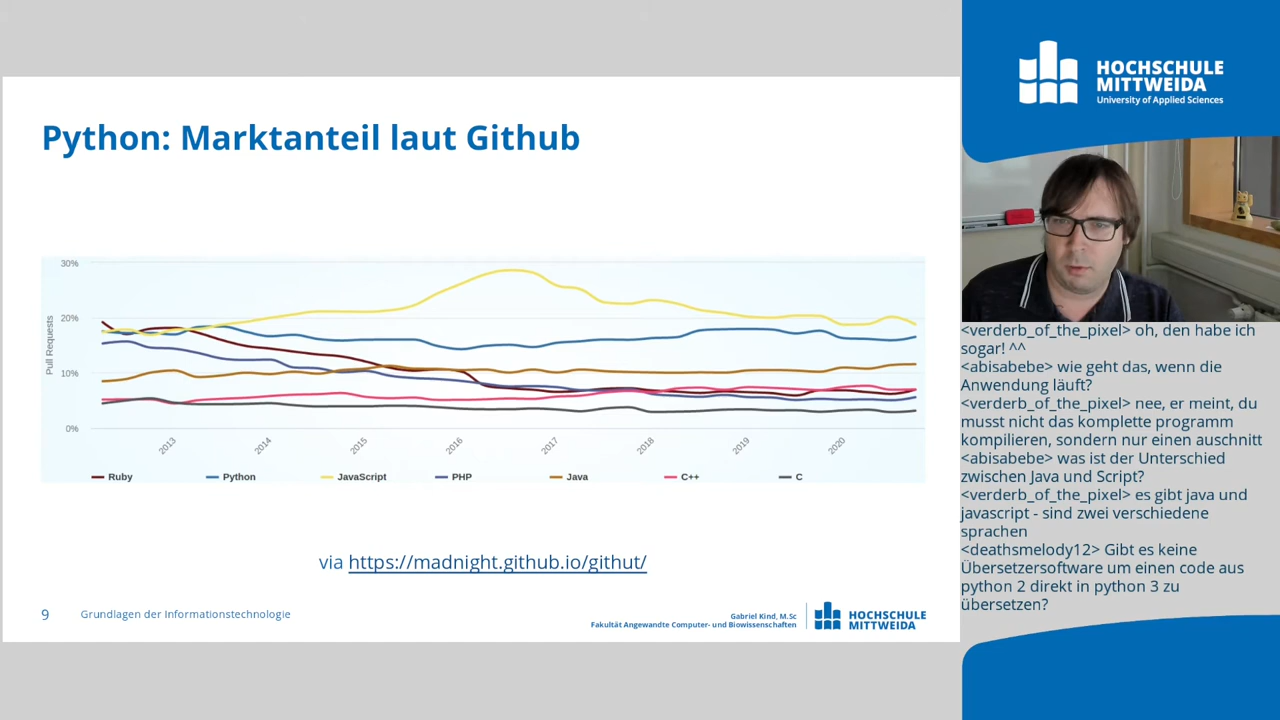 Python: Marktanteil laut Github
30%
20%
10%
0%
Pull Requests
2013
2014
2015
2016
2017
2018
2019
2020
Ruby
Python
JavaScript
PHP
Java
C++
C
via https://madnight.github.io/githut/
9
Grundlagen der Informationstechnologie
Gabriel Kind, M.Sc
Fakultät Angewandte Computer- und Biowissenschaften
HOCHSCHULE
MITTWEIDA
HOCHSCHULE
MITTWEIDA
University of Applied Sciences
<verderb_of_the_pixel> oh, den habe ich
sogar! ^^
<abisabebe> wie geht das, wenn die
Anwendung läuft?
<verderb_of_the_pixel> nee, er meint, du
musst nicht das komplette programm
kompilieren, sondern nur einen auschnitt
<abisabebe> was ist der Unterschied
zwischen Java und Script?
<verderb_of_the_pixel> es gibt java und
javascript - sind zwei verschiedene
sprachen
<deathsmelody12> Gibt es keine
Übersetzersoftware um einen code aus
python 2 direkt in python 3 zu
übersetzen?